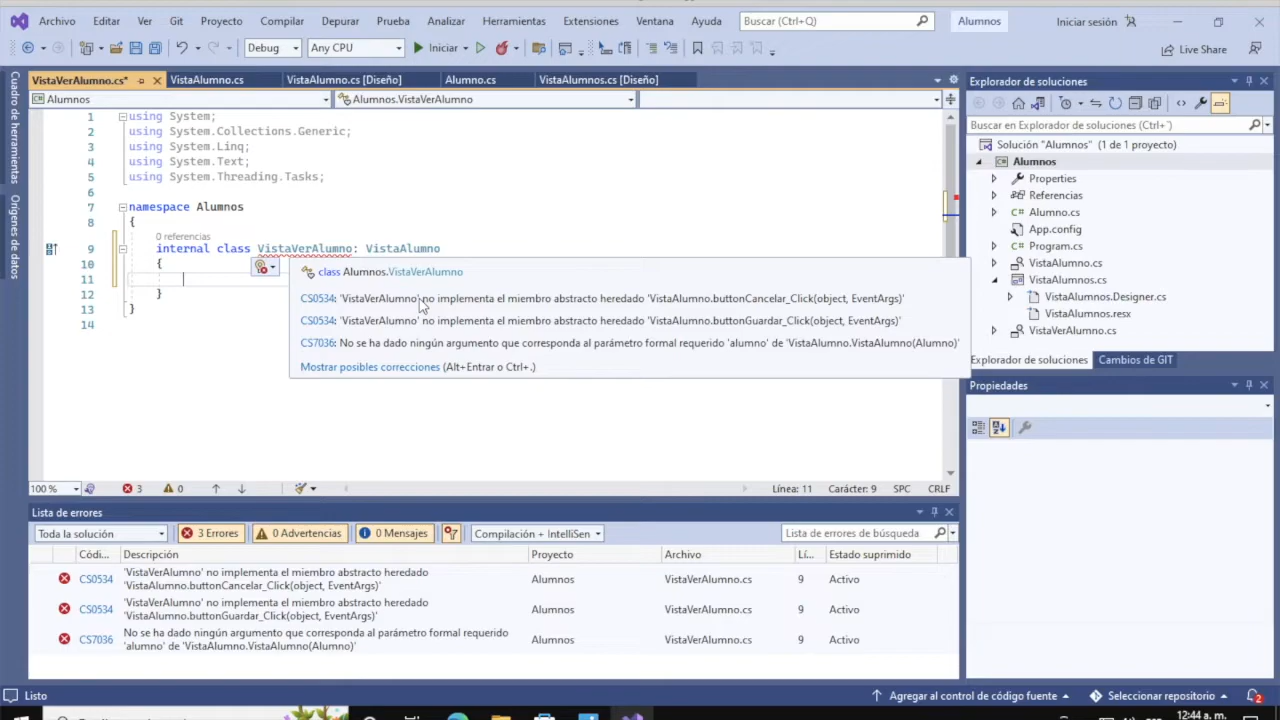 Archivo Editar Ver Git Proyecto Compilar Depurar Prueba Analizar Herramientas Extensiones Ventana Ayuda Buscar (Ctrl+Q) Alumnos Iniciar sesión
Debug Any CPU Iniciar Live Share
Cuadro de herramientas
Orígenes de datos
VistaVerAlumno.cs* VistaAlumno.cs VistaAlumno.cs [Diseño] Alumno.cs VistaAlumnos.cs [Diseño]
Alumnos Alumnos.VistaVerAlumno
1 using System;
2 using System.Collections.Generic;
3 using System.Linq;
4 using System.Text;
5 using System.Threading.Tasks;
6
7 namespace Alumnos
8 {
0 referencias
9 internal class VistaVerAlumno: VistaAlumno
10 {
11
12 }
13 }
14
class Alumnos.VistaVerAlumno
CS0534: 'VistaVerAlumno' no implementa el miembro abstracto heredado 'VistaAlumno.buttonCancelar_Click(object, EventArgs)'
CS0534: 'VistaVerAlumno' no implementa el miembro abstracto heredado 'VistaAlumno.buttonGuardar_Click(object, EventArgs)'
CS7036: No se ha dado ningún argumento que corresponda al parámetro formal requerido 'alumno' de 'VistaAlumno.VistaAlumno(Alumno)'
Mostrar posibles correcciones (Alt+Entrar o Ctrl+.)
100 % 3 0 Línea: 11 Carácter: 9 SPC CRLF
Explorador de soluciones
Buscar en Explorador de soluciones (Ctrl+´)
Solución "Alumnos" (1 de 1 proyecto)
Alumnos
Properties
Referencias
C# Alumno.cs
App.config
C# Program.cs
VistaAlumno.cs
VistaAlumnos.cs
C# VistaAlumnos.Designer.cs
VistaAlumnos.resx
VistaVerAlumno.cs
Explorador de soluciones Cambios de GIT
Propiedades
Lista de errores
Toda la solución 3 Errores 0 Advertencias 0 Mensajes Compilación + IntelliSen Lista de errores de búsqueda
Códi... Descripción Proyecto Archivo Lí... Estado suprimido
CS0534 'VistaVerAlumno' no implementa el miembro abstracto heredado Alumnos VistaVerAlumno.cs 9 Activo
'VistaAlumno.buttonCancelar_Click(object, EventArgs)'
CS0534 'VistaVerAlumno' no implementa el miembro abstracto heredado Alumnos VistaVerAlumno.cs 9 Activo
'VistaAlumno.buttonGuardar_Click(object, EventArgs)'
CS7036 No se ha dado ningún argumento que corresponda al parámetro formal requerido Alumnos VistaVerAlumno.cs 9 Activo
'alumno' de 'VistaAlumno.VistaAlumno(Alumno)'
Listo Agregar al control de código fuente Seleccionar repositorio 2
12:44 a. m.